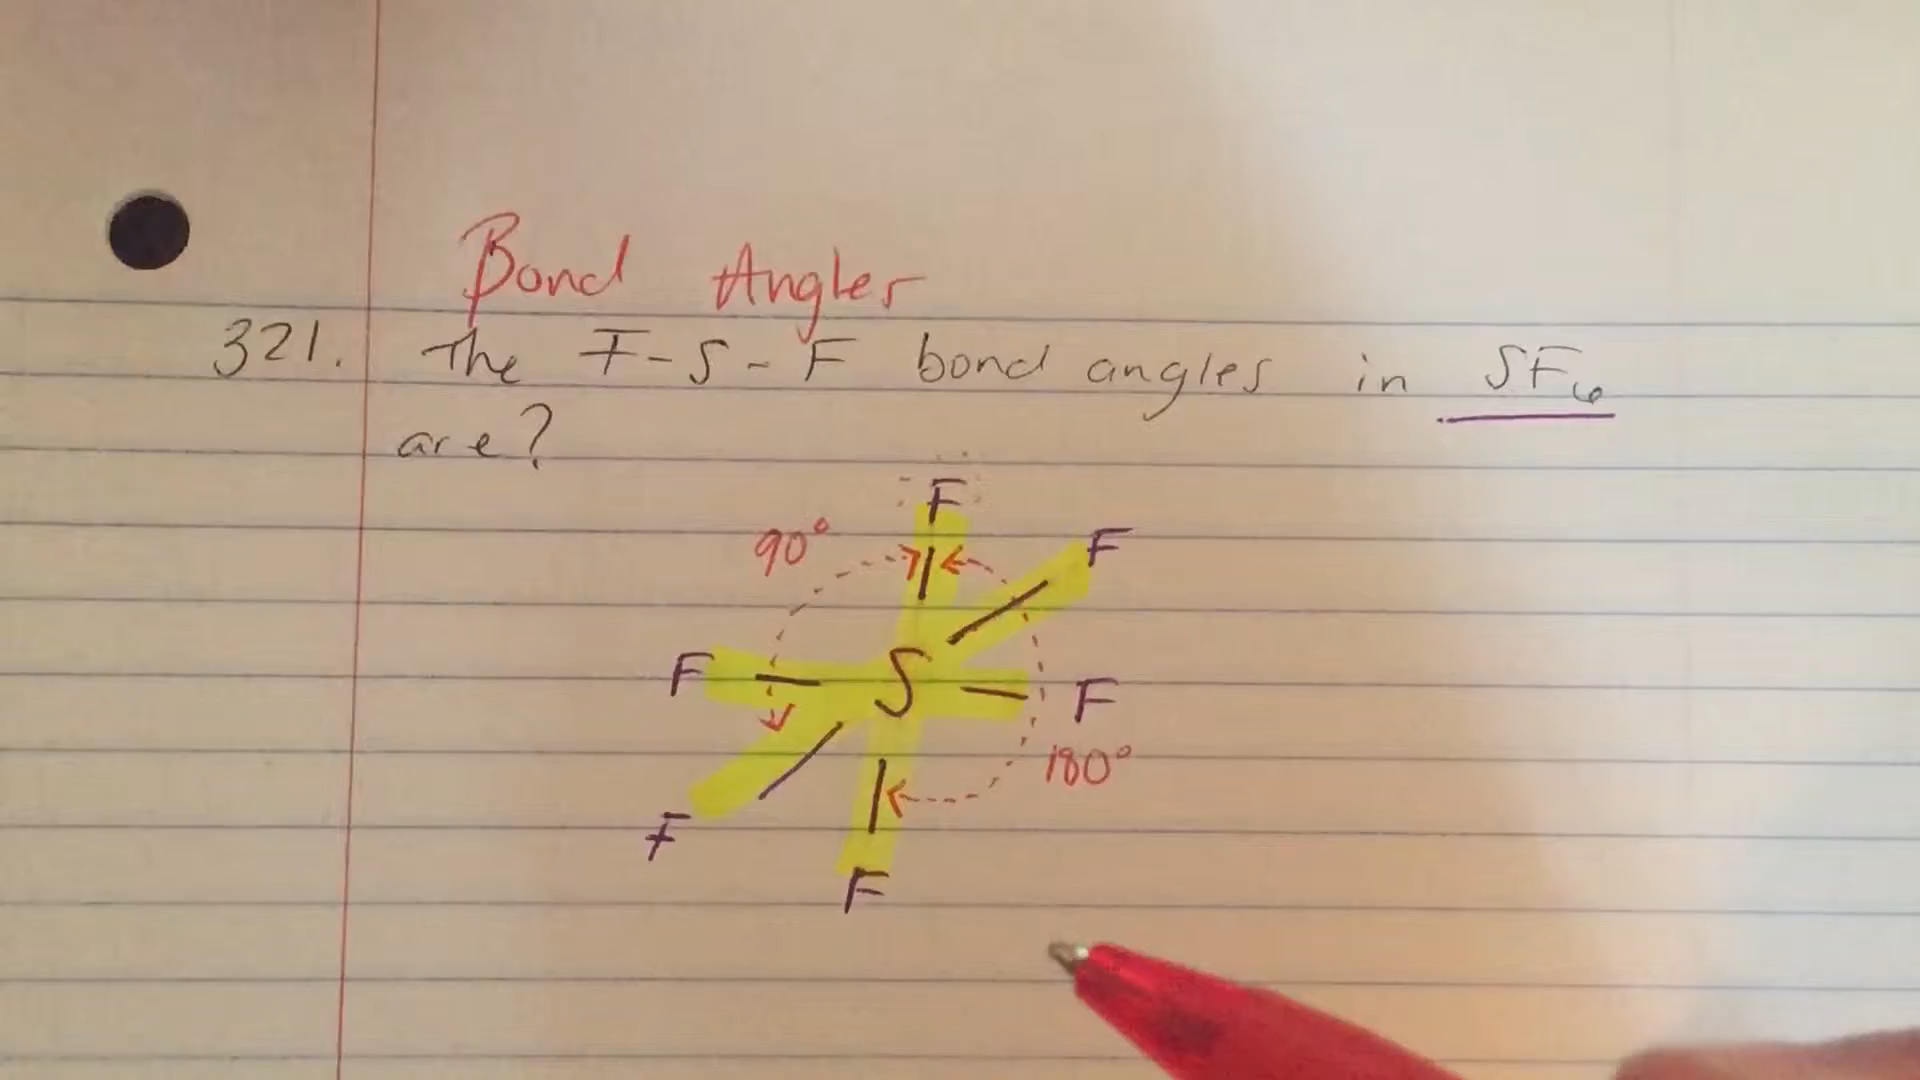 Bond Angles
321. The F-S-F bond angles in SF₆
are?
F
90°
F
F S F
180°
F
F